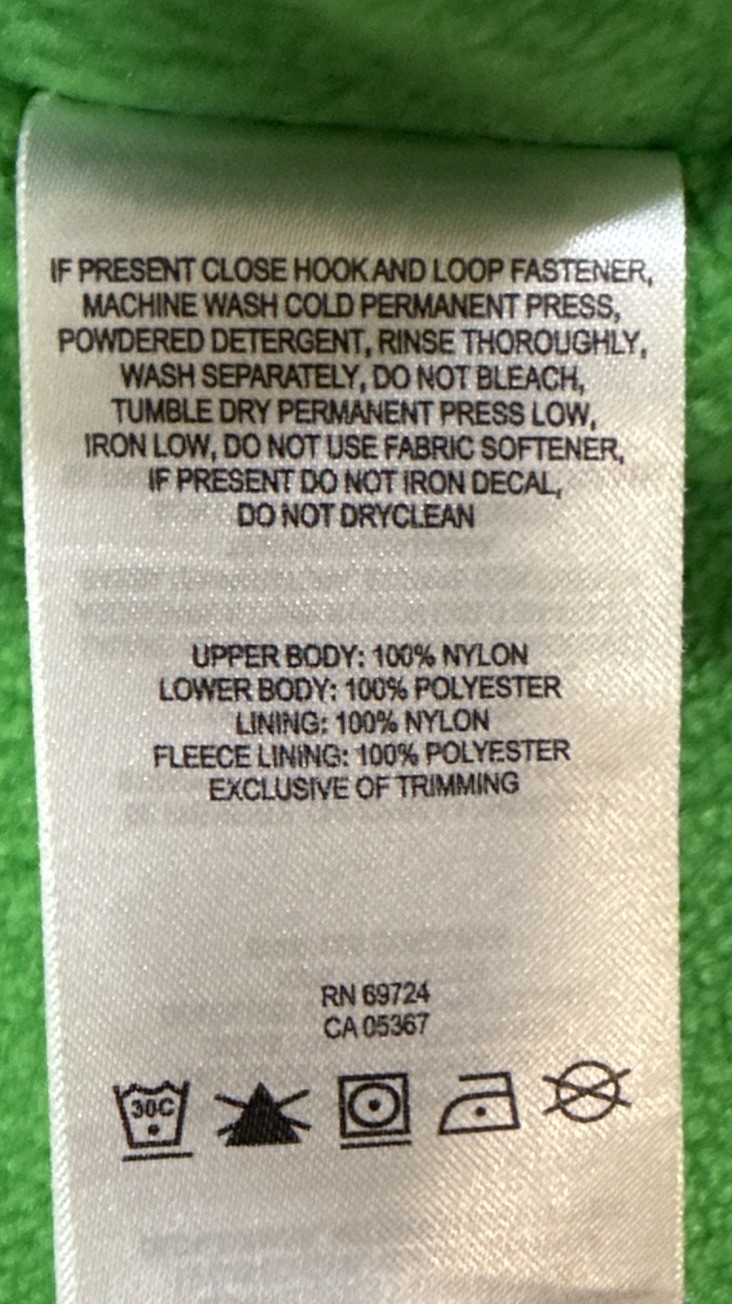 IF PRESENT CLOSE HOOK AND LOOP FASTENER,
MACHINE WASH COLD PERMANENT PRESS,
POWDERED DETERGENT, RINSE THOROUGHLY,
WASH SEPARATELY, DO NOT BLEACH,
TUMBLE DRY PERMANENT PRESS LOW,
IRON LOW, DO NOT USE FABRIC SOFTENER,
IF PRESENT DO NOT IRON DECAL,
DO NOT DRYCLEAN
UPPER BODY: 100% NYLON
LOWER BODY: 100% POLYESTER
LINING: 100% NYLON
FLEECE LINING: 100% POLYESTER
EXCLUSIVE OF TRIMMING
RN 69724
CA 05367
30C